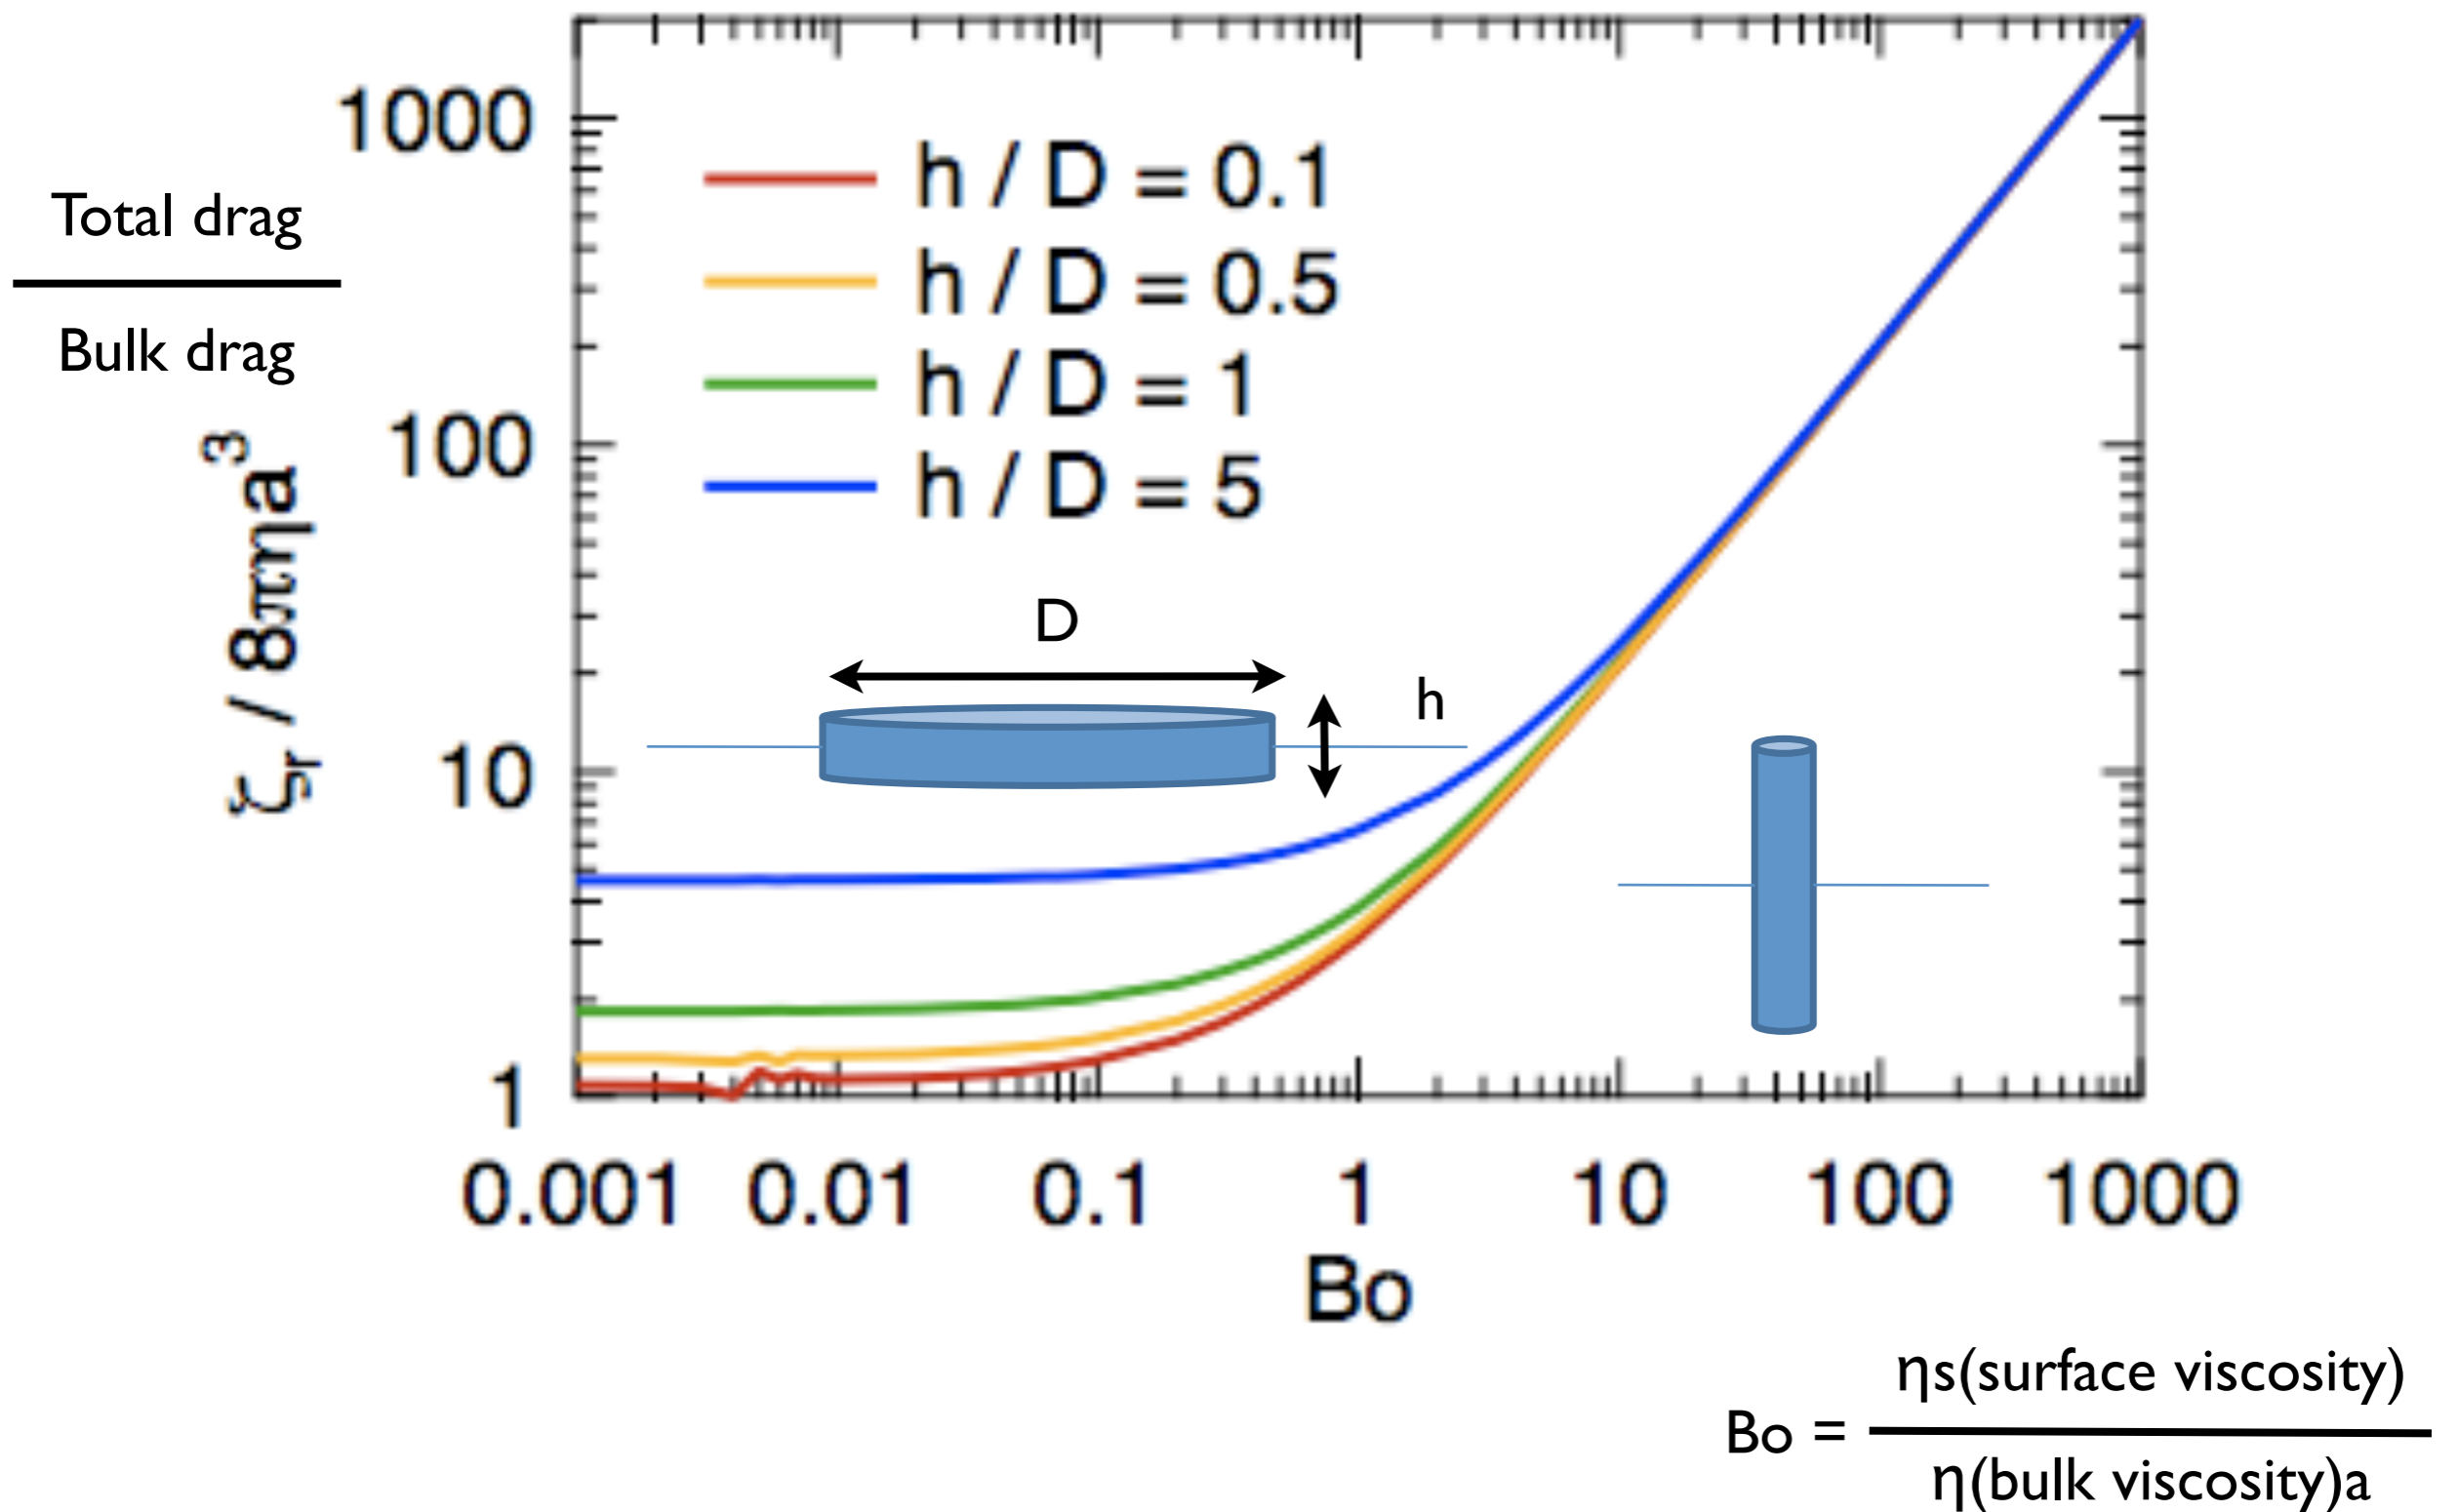 Total drag
Bulk drag
ζr / 8πηa³
1000
100
10
1
h / D = 0.1
h / D = 0.5
h / D = 1
h / D = 5
D
h
0.001 0.01 0.1 1 10 100 1000
Bo
Bo = ηs(surface viscosity)
η(bulk viscosity)a